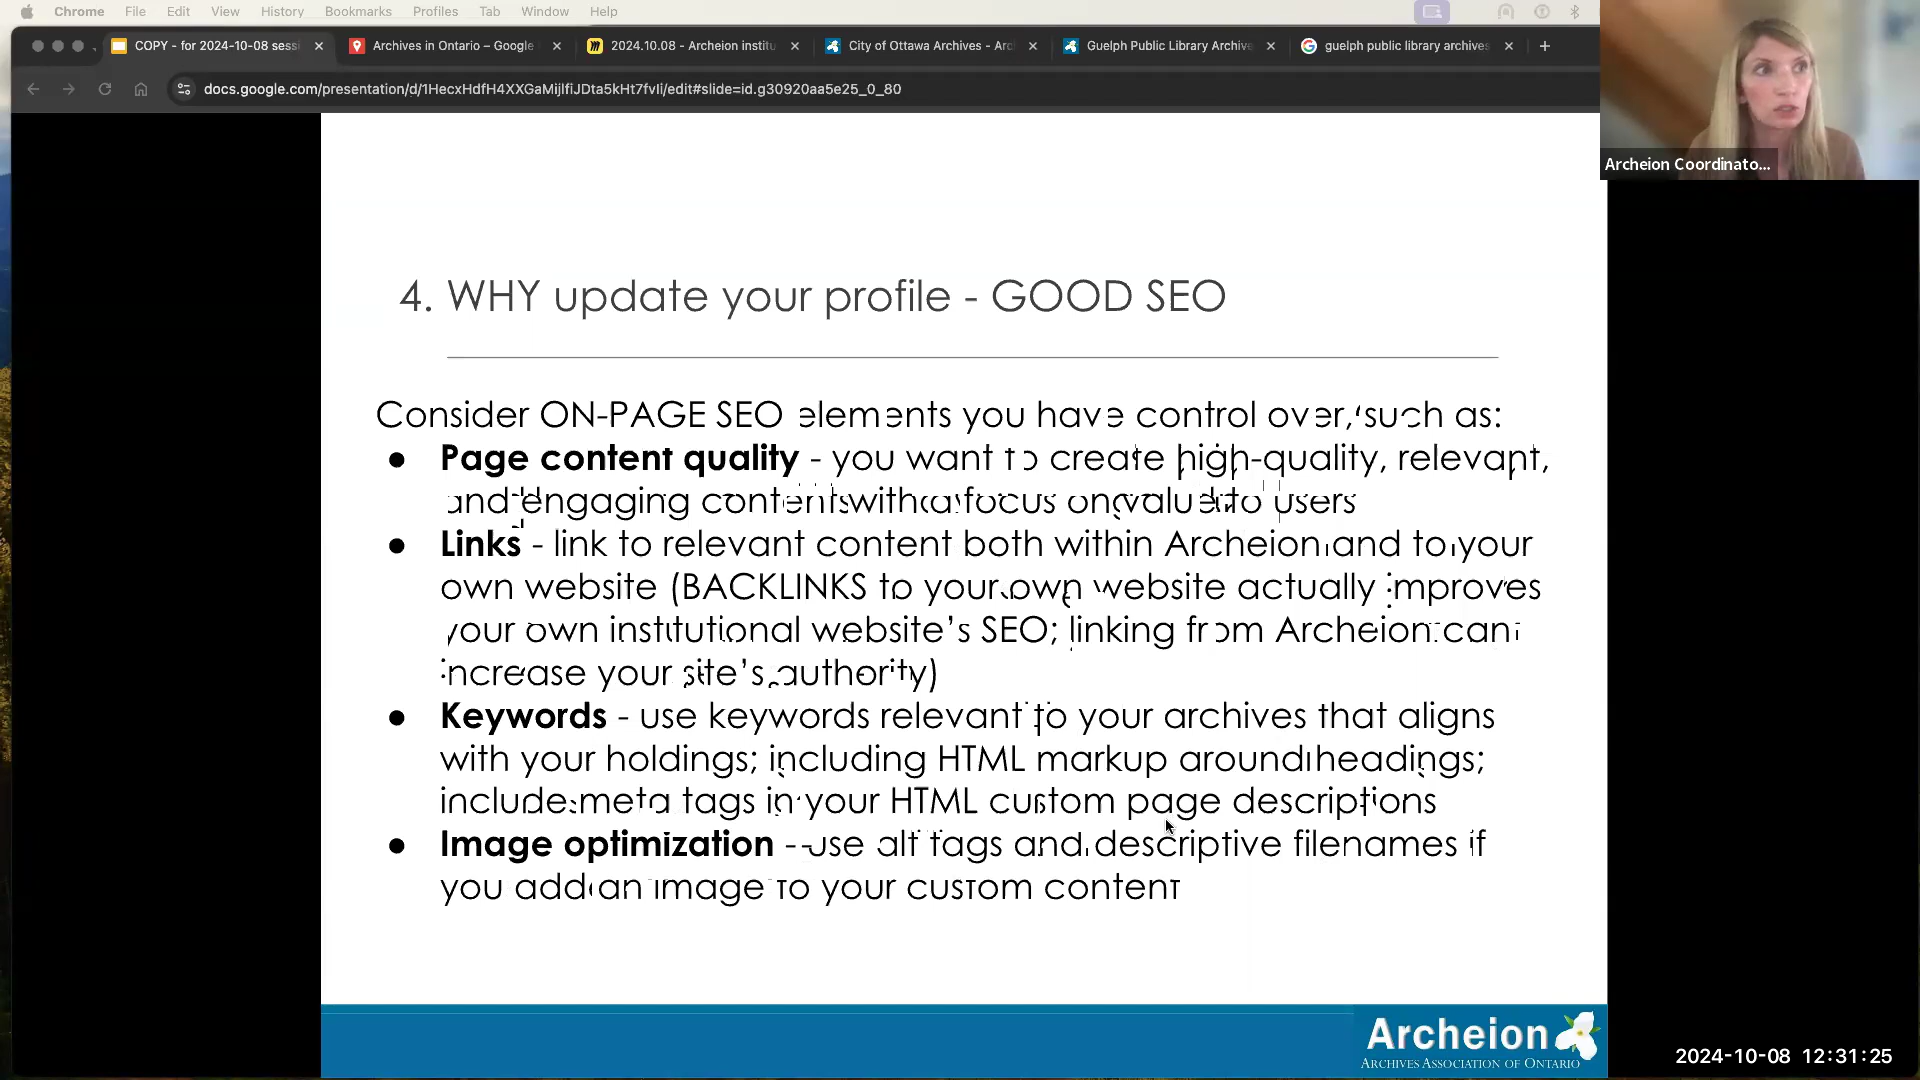 Chrome File Edit View History Bookmarks Profiles Tab Window Help
COPY - for 2024-10-08 sessi
Archives in Ontario – Google
2024.10.08 - Archeion institu
City of Ottawa Archives - Arc
Guelph Public Library Archive
guelph public library archives
docs.google.com/presentation/d/1HecxHdfH4XXGaMijlfiJDta5kHt7fvIi/edit#slide=id.g30920aa5e25_0_80
Archeion Coordinato...
4. WHY update your profile - GOOD SEO
Consider ON-PAGE SEO elements you have control over, such as:
● Page content quality - you want to create high-quality, relevant,
and engaging content with a focus on value to users
● Links - link to relevant content both within Archeion and to your
own website (BACKLINKS to your own website actually improves
your own institutional website's SEO; linking from Archeion can
increase your site's authority)
● Keywords - use keywords relevant to your archives that aligns
with your holdings; including HTML markup around headings;
include meta tags in your HTML custom page descriptions
● Image optimization - use alt tags and descriptive filenames if
you add an image to your custom content
Archeion
ARCHIVES ASSOCIATION OF ONTARIO
2024-10-08 12:31:25